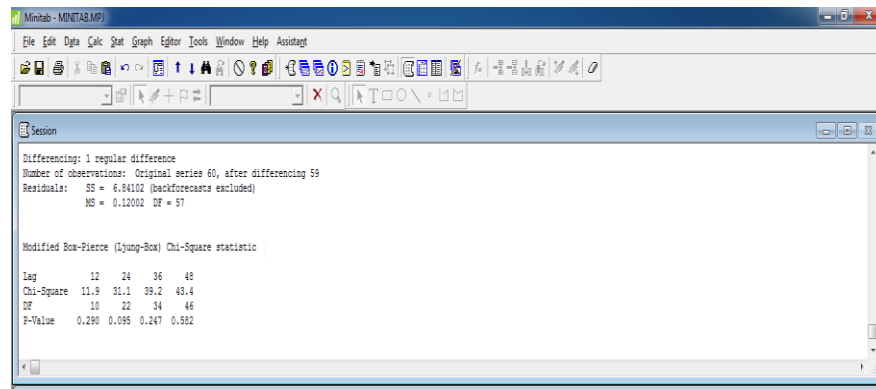 Minitab - MINITAB.MPJ
File Edit Data Calc Stat Graph Editor Tools Window Help Assistant
Session
Differencing: 1 regular difference
Number of observations: Original series 60, after differencing 59
Residuals: SS = 6.84102 (backforecasts excluded)
MS = 0.12002 DF = 57
Modified Box-Pierce (Ljung-Box) Chi-Square statistic
Lag 12 24 36 48
Chi-Square 11.9 31.1 39.2 43.4
DF 10 22 34 46
P-Value 0.290 0.095 0.247 0.582